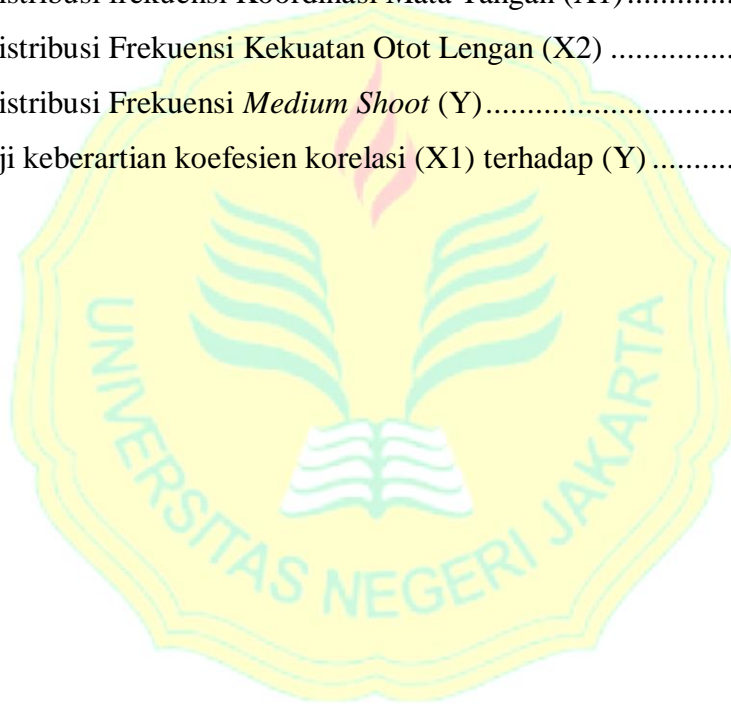 istribusi frekuensi Koordinasi Mata Tangan (X1).............
istribusi Frekuensi Kekuatan Otot Lengan (X2) ...............
istribusi Frekuensi Medium Shoot (Y).............................
ji keberartian koefesien korelasi (X1) terhadap (Y) ..........
UNIVERSITAS NEGERI JAKARTA